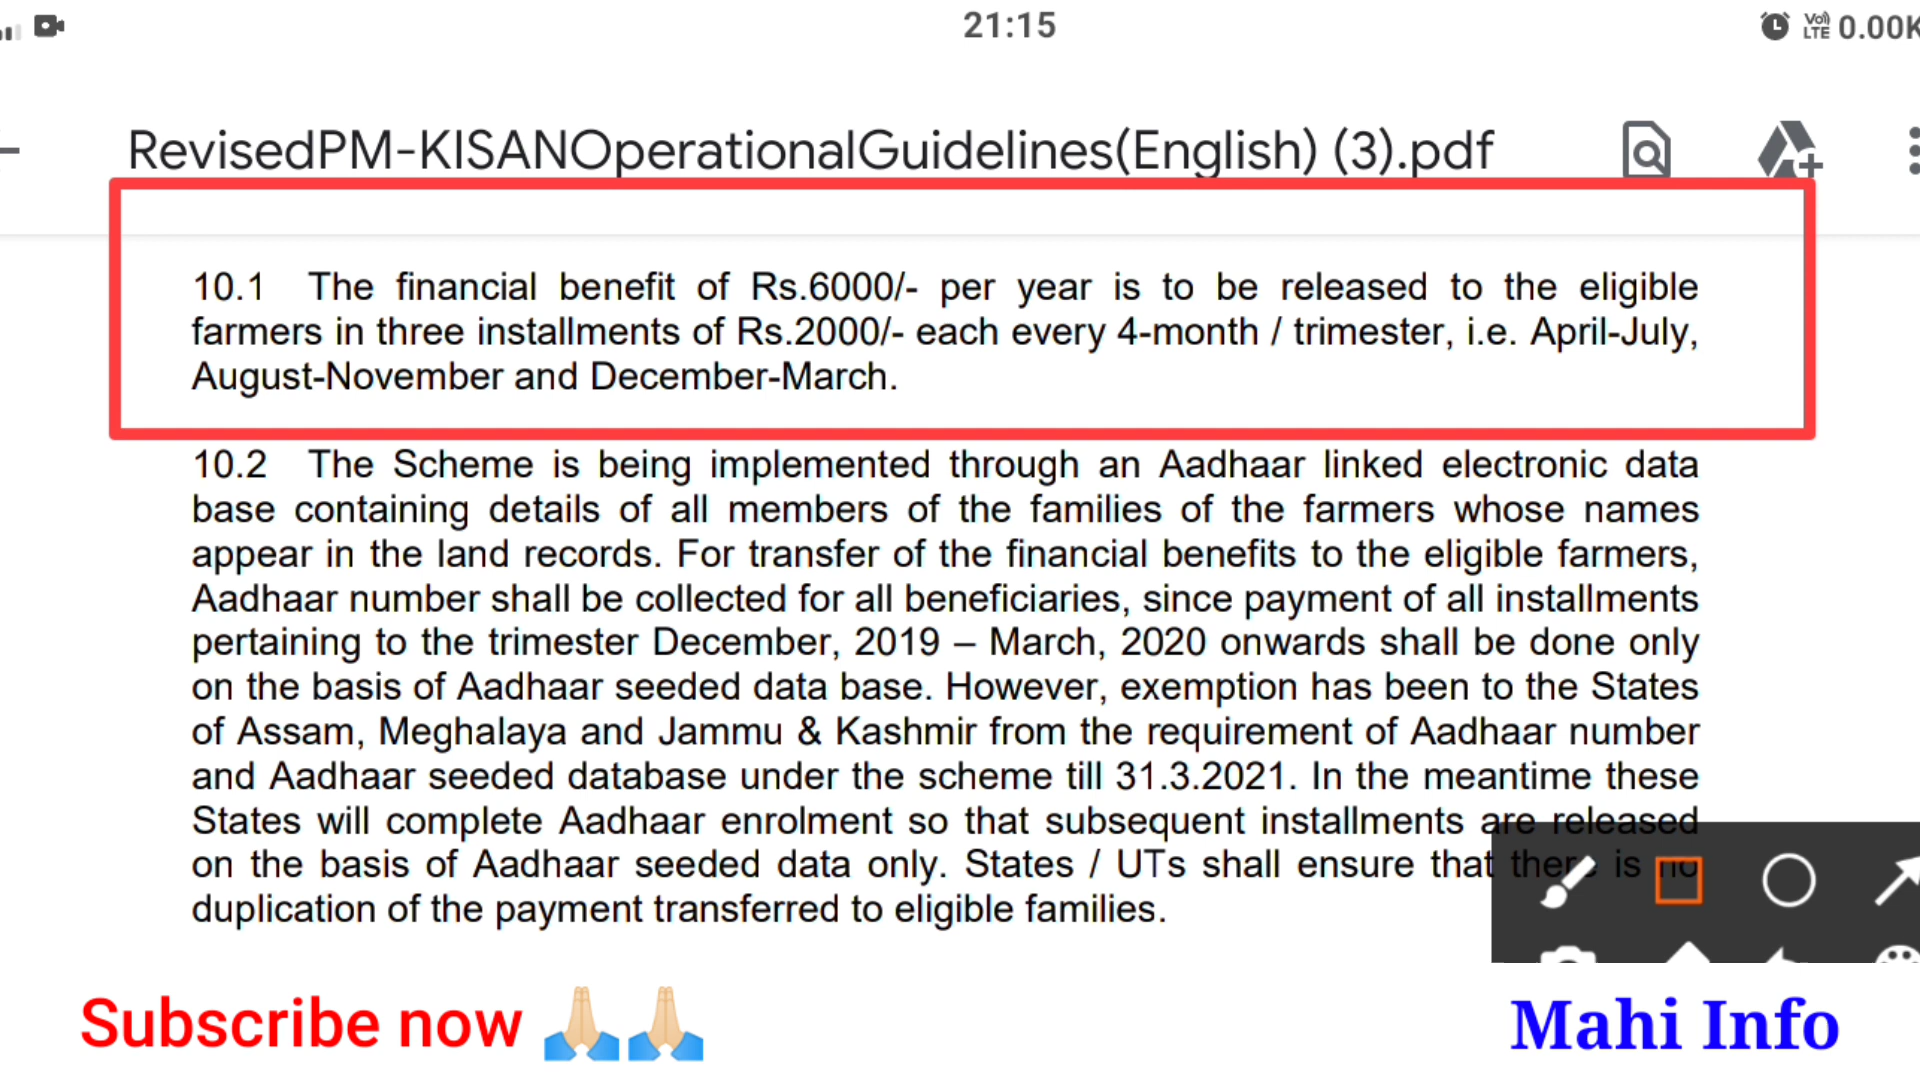 21:15
Vo) LTE 0.00K
RevisedPM-KISANOperationalGuidelines(English) (3).pdf
10.1 The financial benefit of Rs.6000/- per year is to be released to the eligible
farmers in three installments of Rs.2000/- each every 4-month / trimester, i.e. April-July,
August-November and December-March.
10.2 The Scheme is being implemented through an Aadhaar linked electronic data
base containing details of all members of the families of the farmers whose names
appear in the land records. For transfer of the financial benefits to the eligible farmers,
Aadhaar number shall be collected for all beneficiaries, since payment of all installments
pertaining to the trimester December, 2019 – March, 2020 onwards shall be done only
on the basis of Aadhaar seeded data base. However, exemption has been to the States
of Assam, Meghalaya and Jammu & Kashmir from the requirement of Aadhaar number
and Aadhaar seeded database under the scheme till 31.3.2021. In the meantime these
States will complete Aadhaar enrolment so that subsequent installments are released
on the basis of Aadhaar seeded data only. States / UTs shall ensure that there is no
duplication of the payment transferred to eligible families.
Subscribe now
Mahi Info